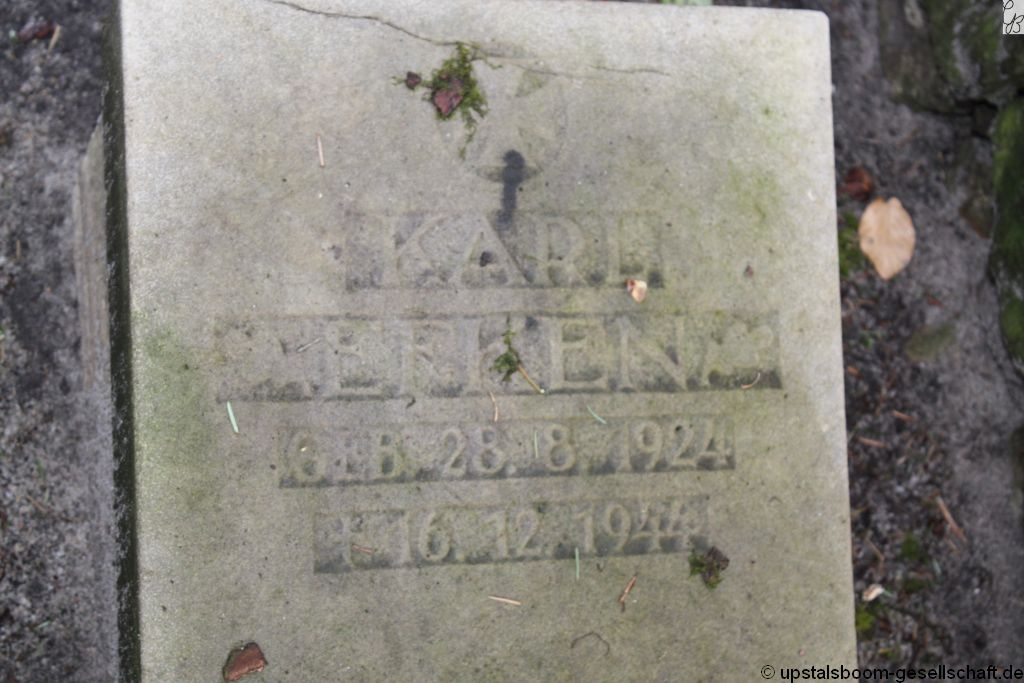 KARL
EFKEN
GEB. 28. 8. 1924
† 16. 12. 1944
© upstalsboom-gesellschaft.de